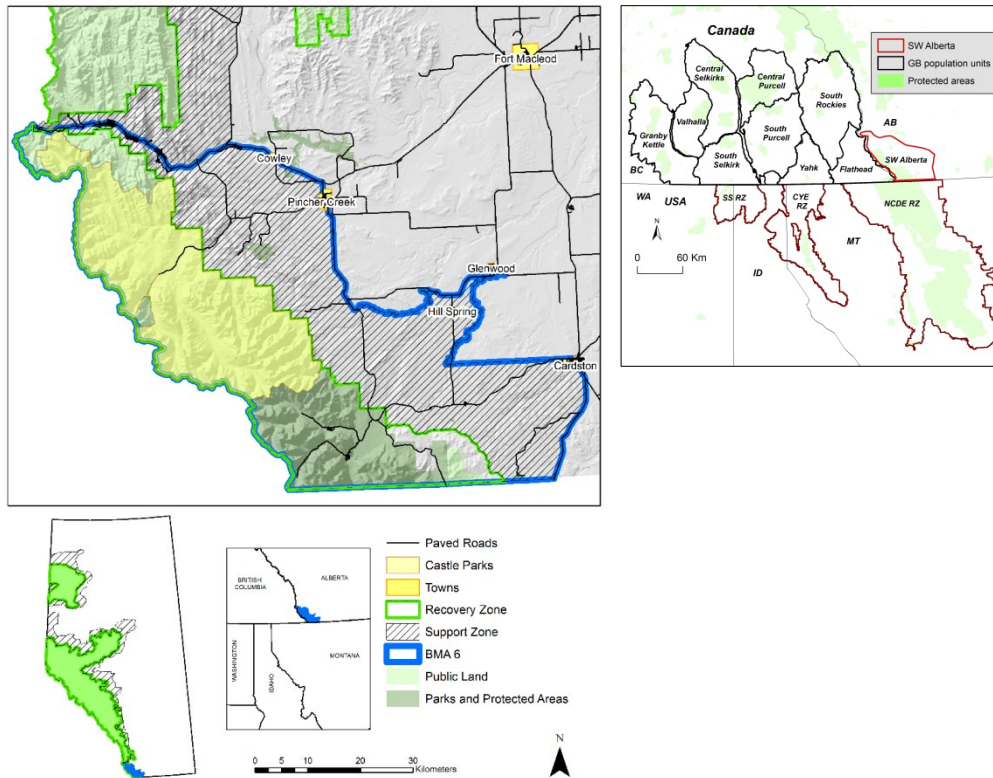 Fort Macleod
Cowley
Pincher Creek
Glenwood
Hill Spring
Cardston
Canada
SW Alberta
GB population units
Protected areas
Central
Selkirks
Central
Purcell
South
Rockies
Valhalla
Granby
Kettle
South
Purcell
AB
SW Alberta
South
Selkirk
Yahk
Flathead
BC
WA
USA
SS RZ
CYE
RZ
NCDE RZ
MT
N
0 60 Km
ID
Paved Roads
Castle Parks
Towns
Recovery Zone
Support Zone
BMA 6
Public Land
Parks and Protected Areas
BRITISH
COLUMBIA
ALBERTA
WASHINGTON
IDAHO
MONTANA
0 5 10 20 30
Kilometers
N